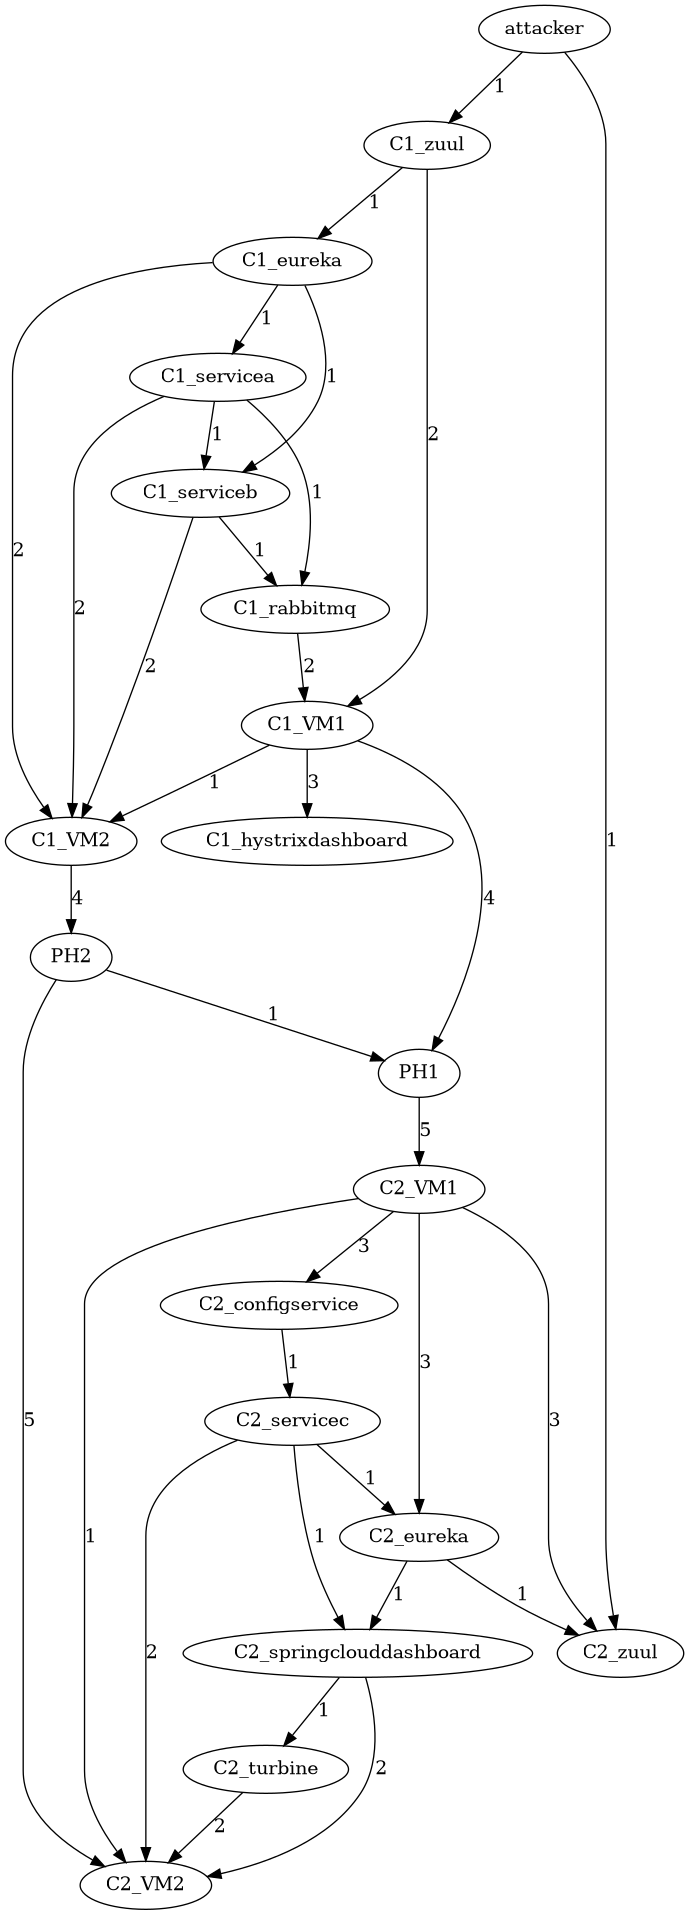 attacker
1
C1_zuul
1
C1_eureka
1
C1_servicea
1
2
1
C1_serviceb
1
1
2
2
2
C1_rabbitmq
2
C1_VM1
1
3
1
C1_VM2
C1_hystrixdashboard
4
4
PH2
1
PH1
5
C2_VM1
3
C2_configservice
1
3
3
5
C2_servicec
1
1
1
C2_eureka
1
1
2
C2_springclouddashboard
C2_zuul
1
C2_turbine
2
2
C2_VM2